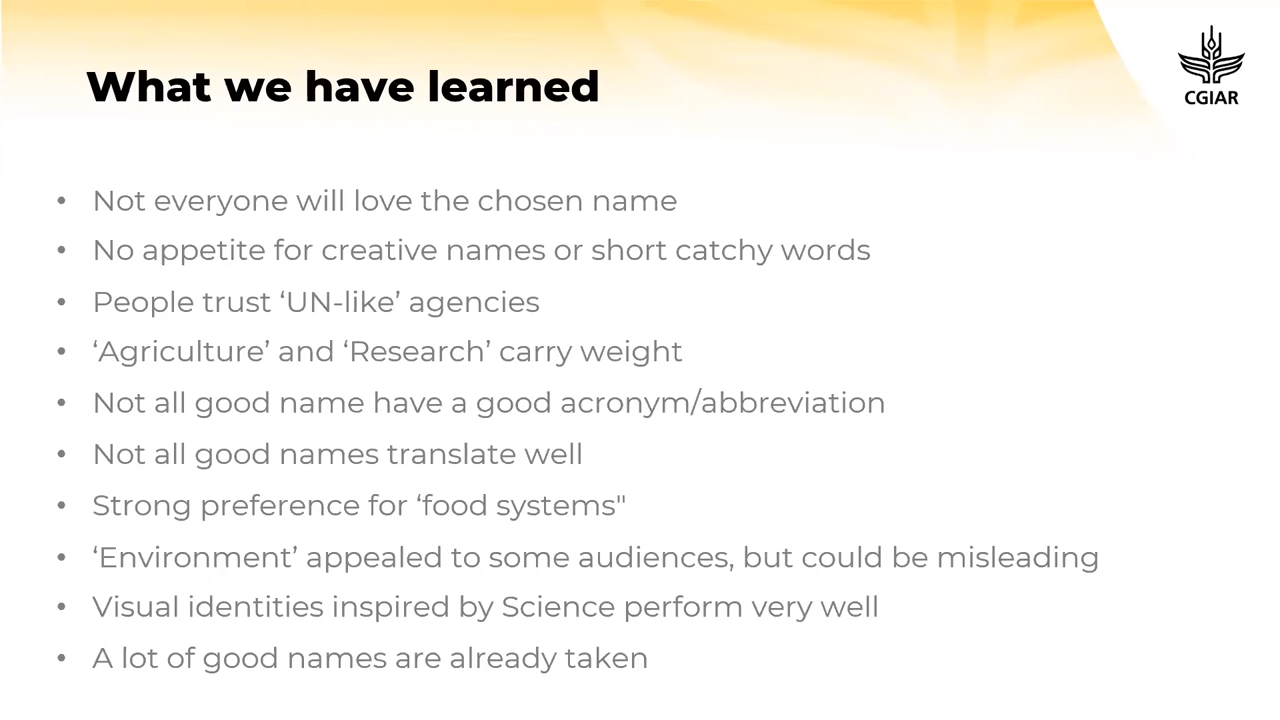 What we have learned
CGIAR
• Not everyone will love the chosen name
• No appetite for creative names or short catchy words
• People trust ‘UN-like’ agencies
• ‘Agriculture’ and ‘Research’ carry weight
• Not all good name have a good acronym/abbreviation
• Not all good names translate well
• Strong preference for ‘food systems"
• ‘Environment’ appealed to some audiences, but could be misleading
• Visual identities inspired by Science perform very well
• A lot of good names are already taken